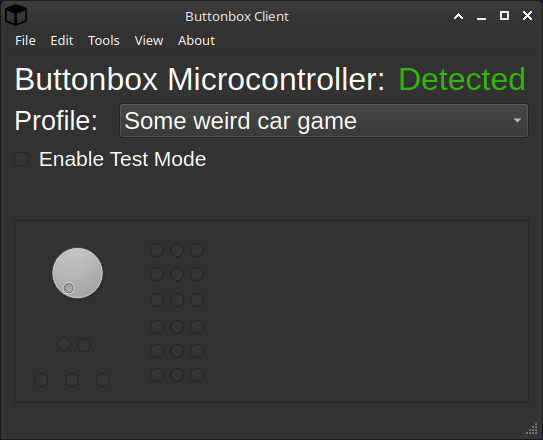 Buttonbox Client
File Edit Tools View About
Buttonbox Microcontroller: Detected
Profile: Some weird car game
Enable Test Mode